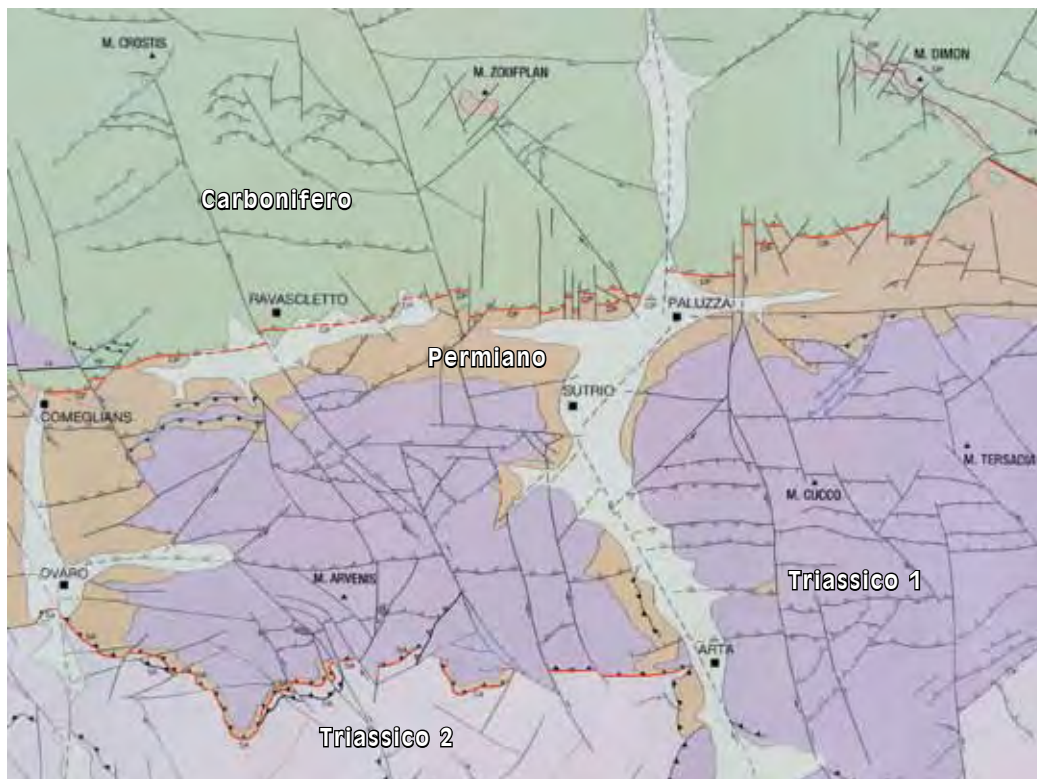 M. CROSTIS
M. ZOUFPLAN
M. DIMON
Carbonifero
RAVASCLETTO
PALUZZA
Permiano
SUTRIO
COMEGLIANS
M. TERSADIA
M. CUCCO
OVARO
M. ARVENIS
Triassico 1
ARTA
Triassico 2